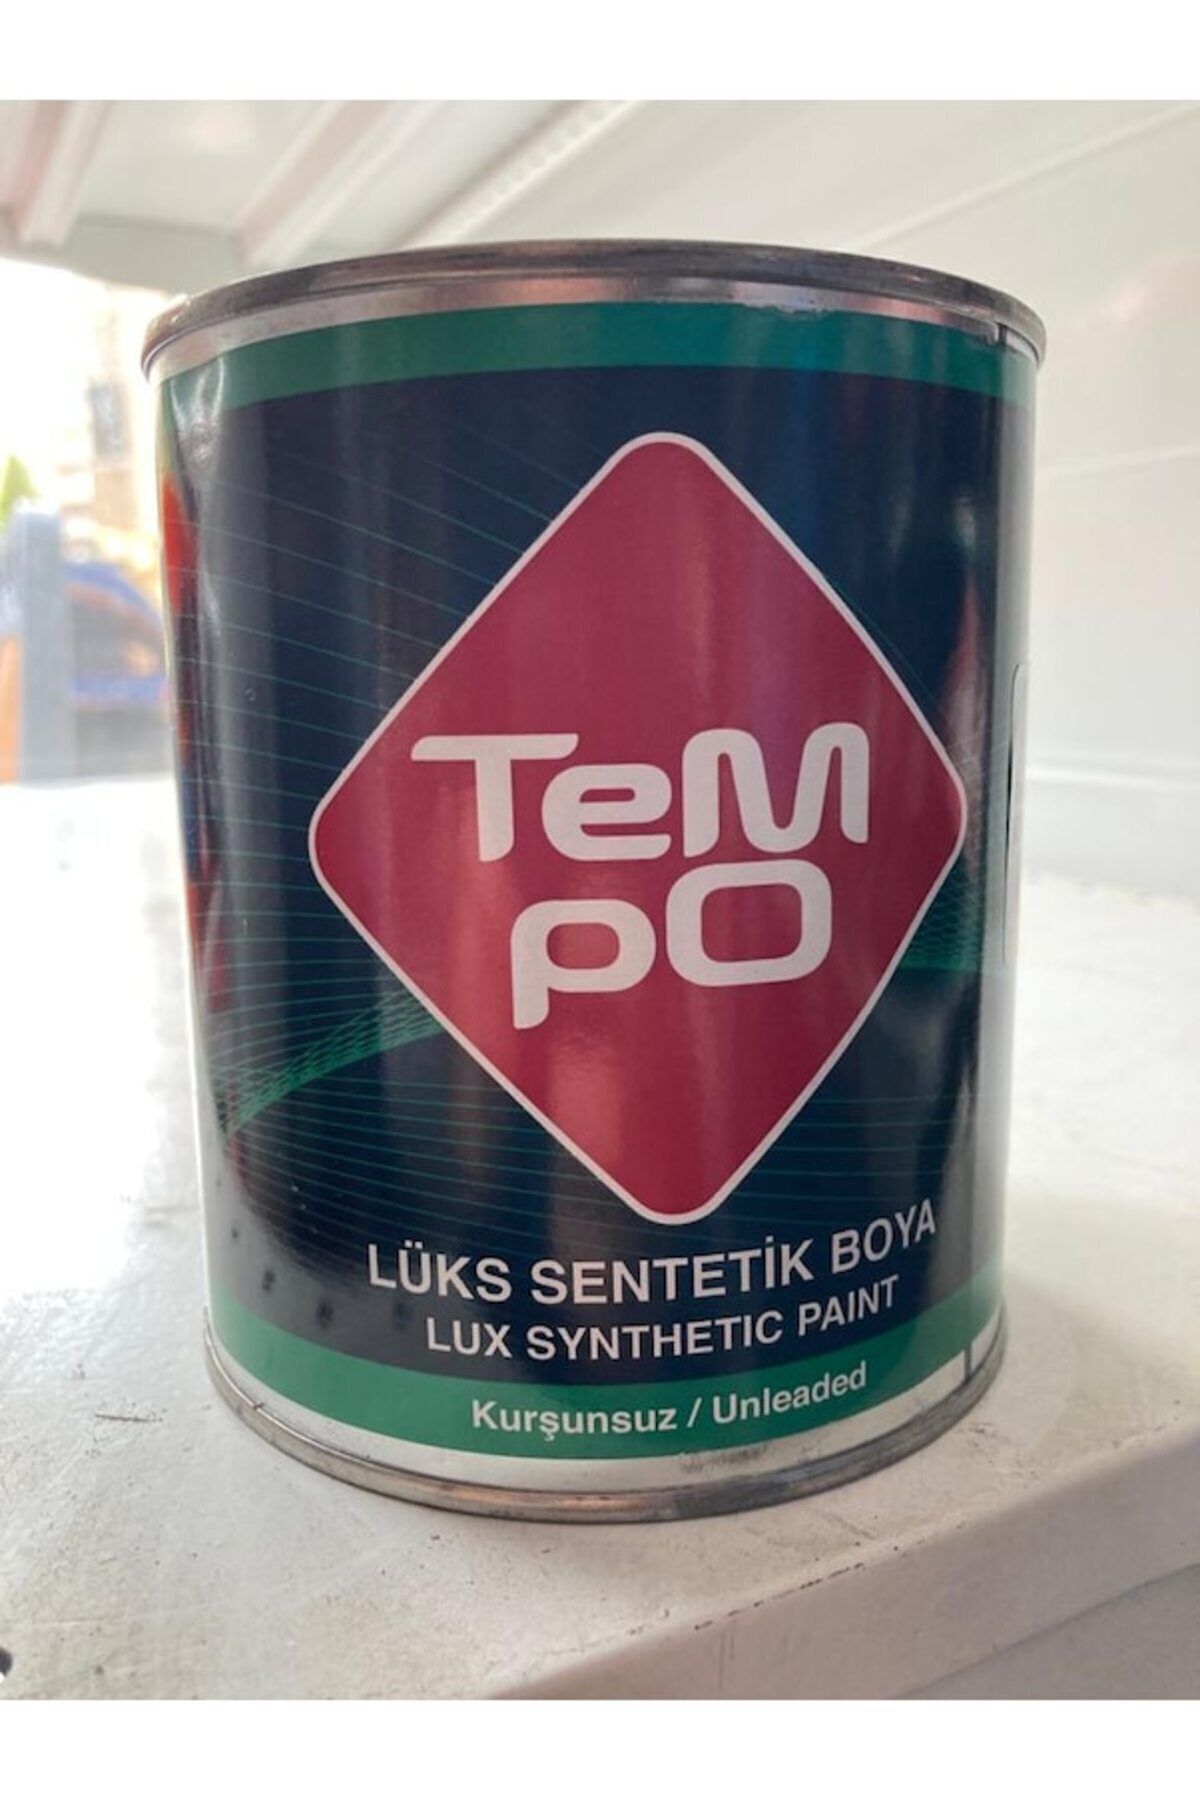 TeM
pO
LÜKS SENTETİK BOYA
LUX SYNTHETIC PAINT
Kurşunsuz / Unleaded